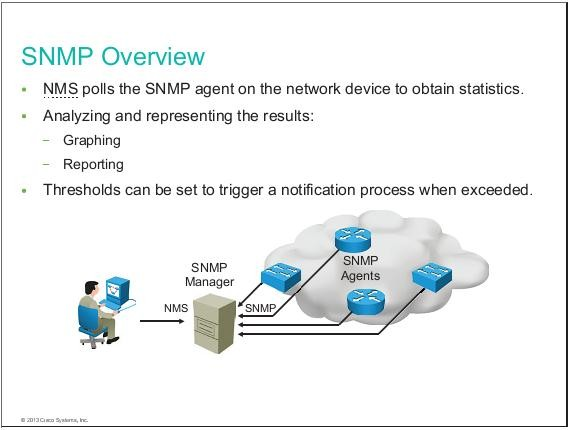 SNMP Overview
• NMS polls the SNMP agent on the network device to obtain statistics.
• Analyzing and representing the results:
– Graphing
– Reporting
• Thresholds can be set to trigger a notification process when exceeded.
SNMP
Manager
SNMP
Agents
NMS
SNMP
© 2013 Cisco Systems, Inc.